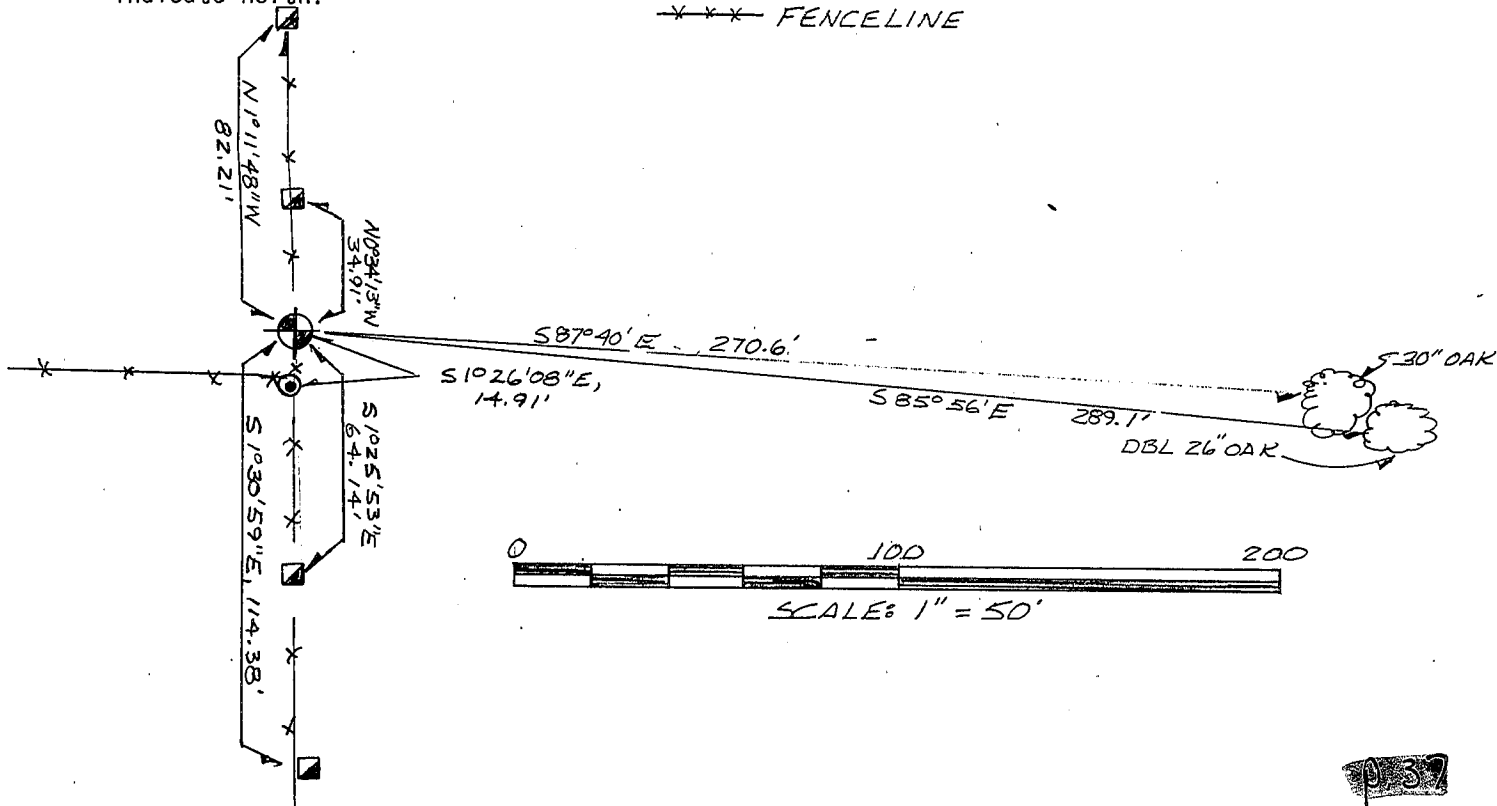 Indicate North.
FENCELINE
N1°11'48"W
82.21'
N0°34'13"W
34.91'
S87°40'E 270.6'
30" OAK
S1°26'08"E,
14.91'
S85°56'E 289.1'
DBL 26" OAK
S1°25'53"E
64.14'
S1°30'59"E, 114.38'
0 100 200
SCALE: 1" = 50'
p.37